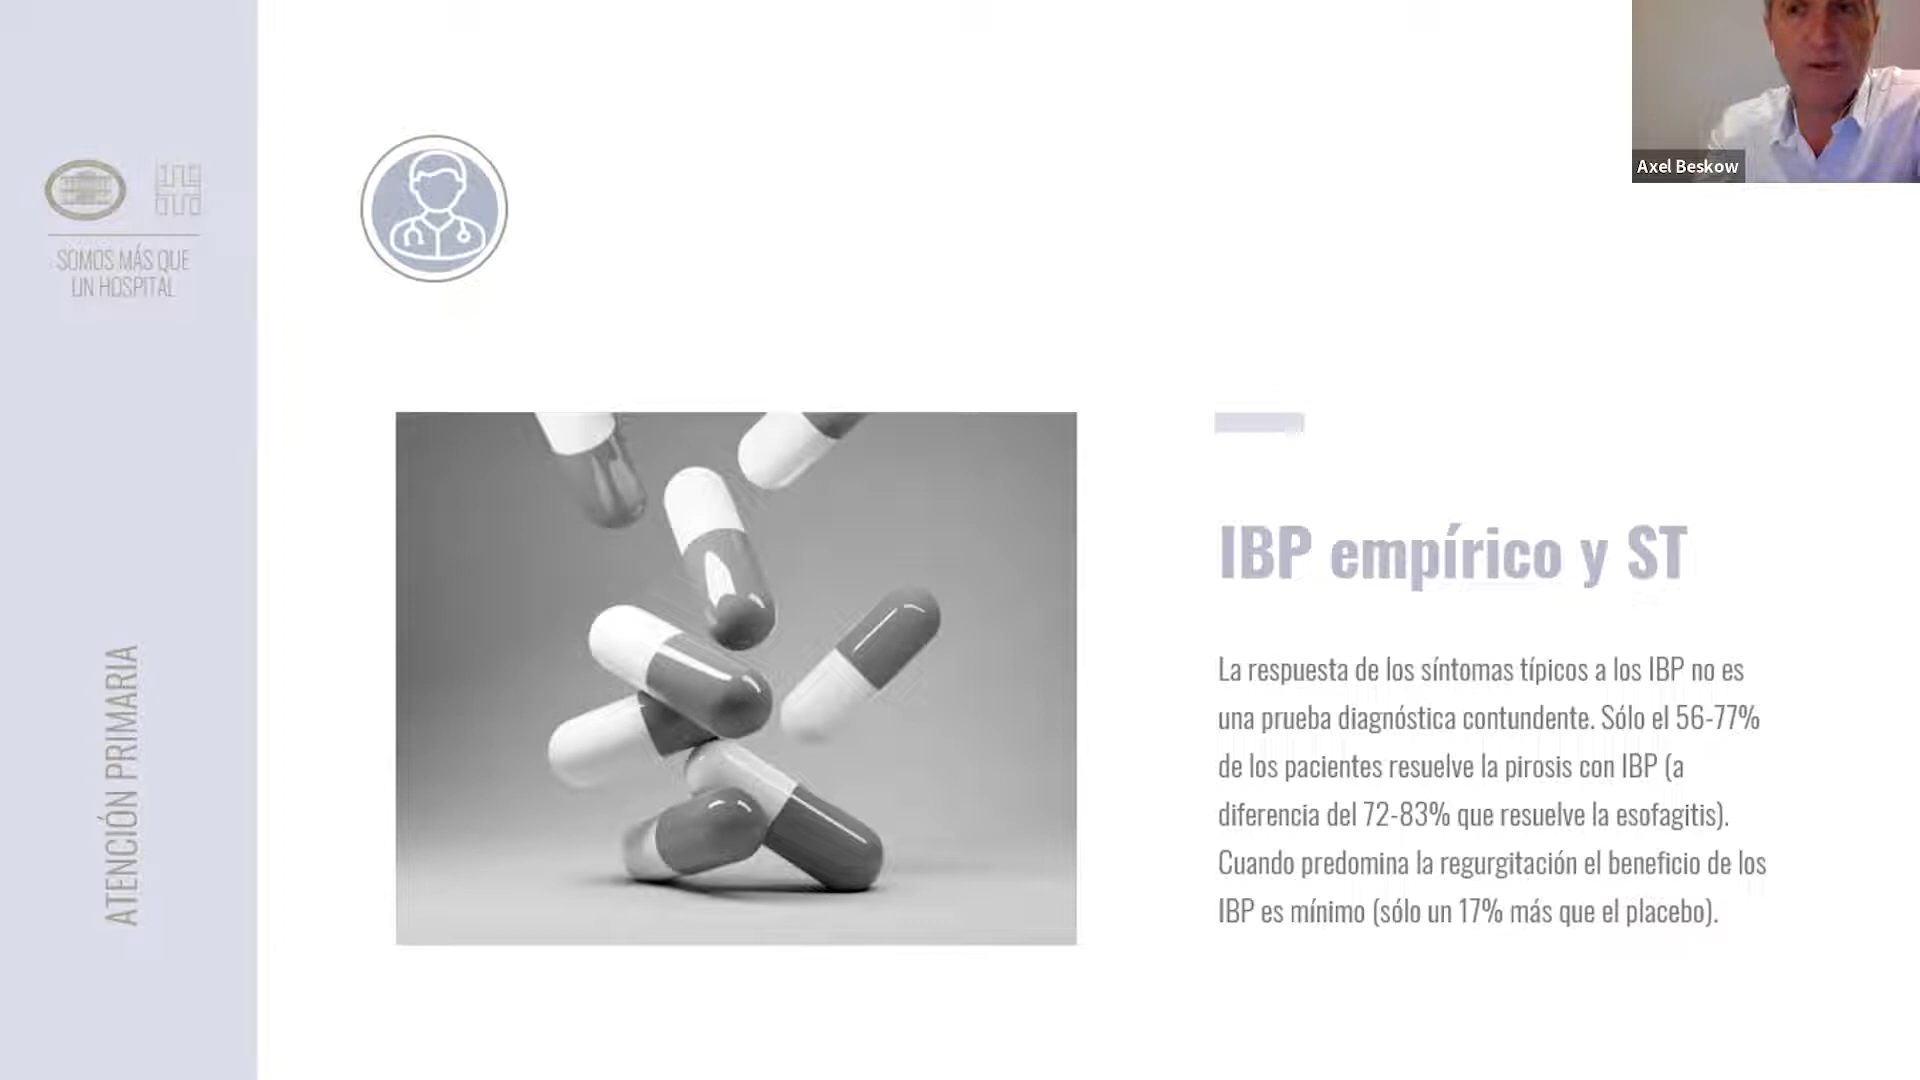 Axel Beskow
SOMOS MÁS QUE
UN HOSPITAL
ATENCIÓN PRIMARIA
IBP empírico y ST
La respuesta de los síntomas típicos a los IBP no es
una prueba diagnóstica contundente. Sólo el 56-77%
de los pacientes resuelve la pirosis con IBP (a
diferencia del 72-83% que resuelve la esofagitis).
Cuando predomina la regurgitación el beneficio de los
IBP es mínimo (sólo un 17% más que el placebo).